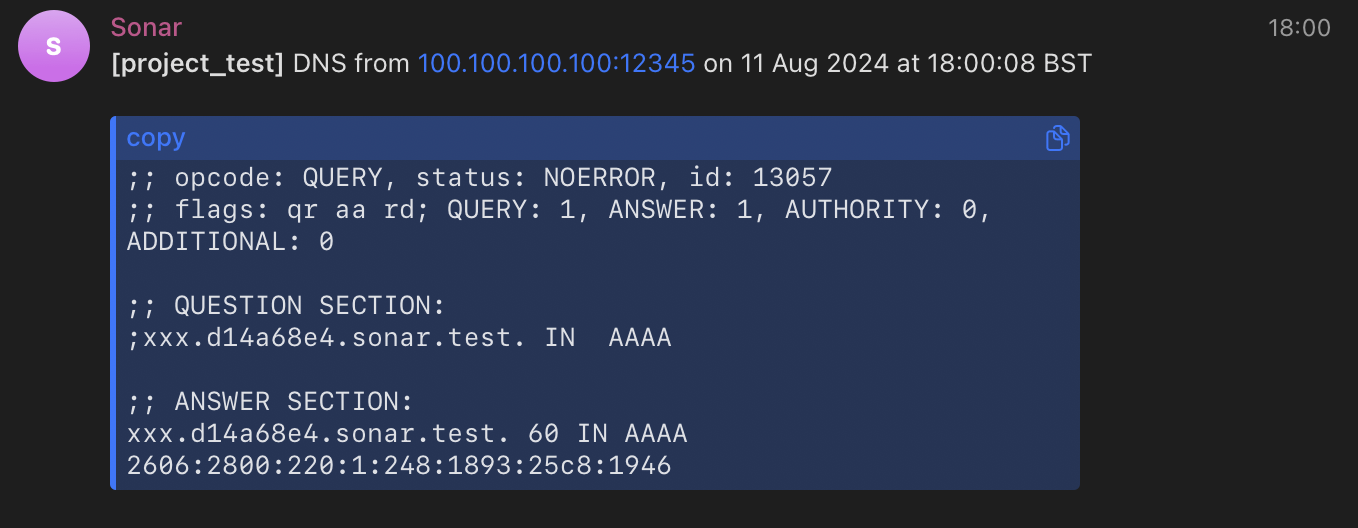 S
Sonar
18:00
[project_test] DNS from 100.100.100.100:12345 on 11 Aug 2024 at 18:00:08 BST
copy
;; opcode: QUERY, status: NOERROR, id: 13057
;; flags: qr aa rd; QUERY: 1, ANSWER: 1, AUTHORITY: 0,
ADDITIONAL: 0
;; QUESTION SECTION:
;xxx.d14a68e4.sonar.test. IN  AAAA
;; ANSWER SECTION:
xxx.d14a68e4.sonar.test. 60 IN AAAA
2606:2800:220:1:248:1893:25c8:1946